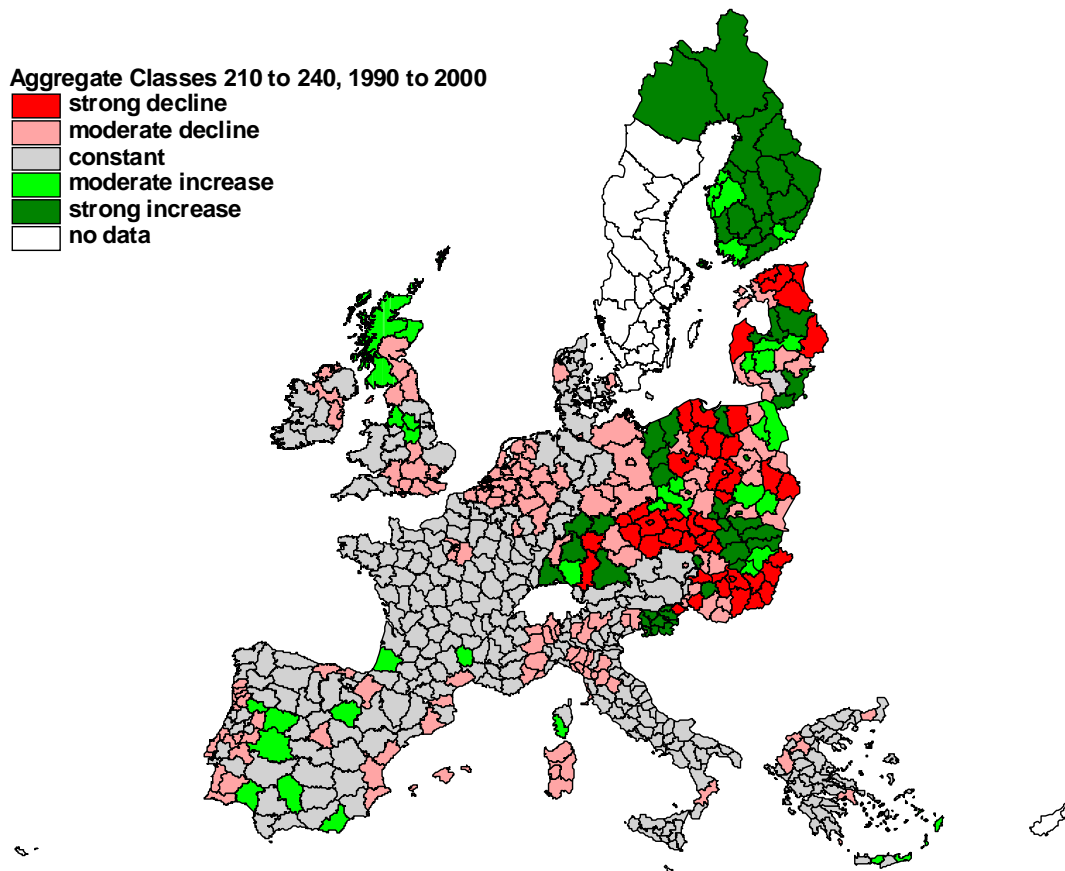 Aggregate Classes 210 to 240, 1990 to 2000
strong decline
moderate decline
constant
moderate increase
strong increase
no data